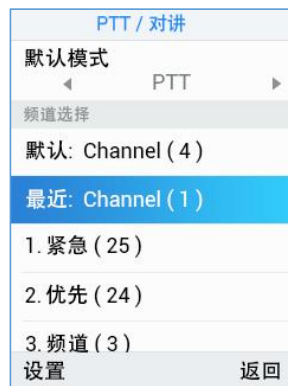 PTT / 对讲
默认模式
PTT
频道选择
默认: Channel ( 4 )
最近: Channel ( 1 )
1. 紧急 ( 25 )
2. 优先 ( 24 )
3. 频道 ( 3 )
设置 返回